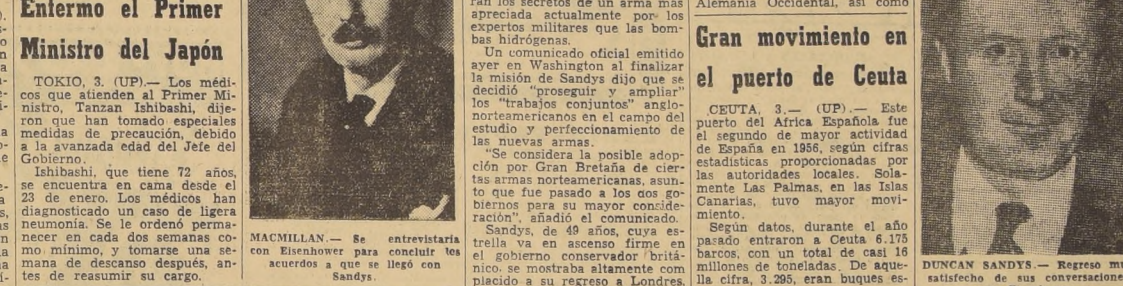 Enfermo el Primer
Ministro del Japón
TOKIO, 3. (UP).— Los médi-
cos que atienden al Primer Mi-
nistro, Tanzan Ishibashi, dije-
ron que han tomado especiales
medidas de precaución, debido
a la avanzada edad del Jefe del
Gobierno.
Ishibashi, que tiene 72 años,
se encuentra en cama desde el
23 de enero. Los médicos han
diagnosticado un caso de ligera
neumonía. Se le ordenó perma-
necer en cada dos semanas co-
mo mínimo, y tomarse una se-
mana de descanso después, an-
tes de reasumir su cargo.
MACMILLAN.— Se entrevistaría
con Eisenhower para concluir los
acuerdos a que se llegó con
Sandys.
rán los secretos de un arma más
apreciada actualmente por los
expertos militares que las bom-
bas hidrógenas.
Un comunicado oficial emitido
ayer en Washington al finalizar
la misión de Sandys dijo que se
decidió "proseguir y ampliar"
los "trabajos conjuntos" anglo-
norteamericanos en el campo del
estudio y perfeccionamiento de
las nuevas armas.
"Se considera la posible adop-
ción por Gran Bretaña de cier-
tas armas norteamericanas, asun-
to que fue pasado a los dos go-
biernos para su mayor conside-
ración", añadió el comunicado.
Sandys, de 49 años, cuya es-
trella va en ascenso firme en
el gobierno conservador britá-
nico, se mostraba altamente com-
placido a su regreso a Londres.
Alemania Occidental, así como
Gran movimiento en
el puerto de Ceuta
CEUTA, 3.— (UP).— Este
puerto del Africa Española fue
el segundo de mayor actividad
de España en 1956, según cifras
estadísticas proporcionadas por
las autoridades locales. Sola-
mente Las Palmas, en las Islas
Canarias, tuvo mayor movi-
miento.
Según datos, durante el año
pasado entraron a Ceuta 6.175
barcos, con un total de casi 16
millones de toneladas. De aque-
lla cifra, 3.295, eran buques es-
DUNCAN SANDYS.— Regreso mu
satisfecho de sus conversacione